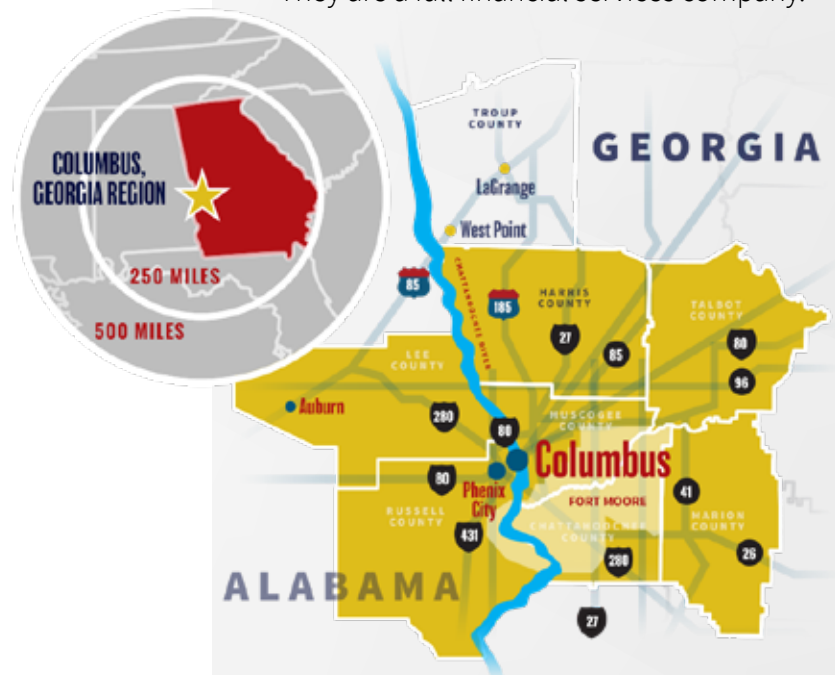 They are a full financial services company.
COLUMBUS,
GEORGIA REGION
250 MILES
500 MILES
TROUP
COUNTY
GEORGIA
LaGrange
West Point
CHATTAHOOCHEE RIVER
85
185
HARRIS
COUNTY
27
85
TALBOT
COUNTY
80
96
LEE
COUNTY
Auburn
280
80
MUSCOGEE
COUNTY
Columbus
80
Phenix
City
FORT MOORE
41
RUSSELL
COUNTY
431
CHATTAHOOCHEE
COUNTY
280
MARION
COUNTY
26
ALABAMA
27